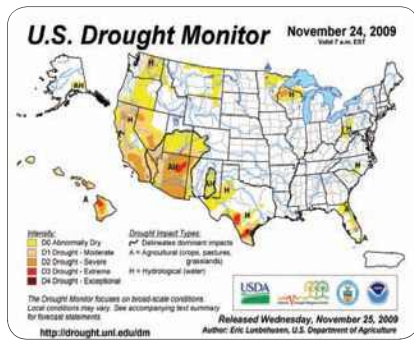 U.S. Drought Monitor
November 24, 2009
Valid 7 a.m. EST
AH
H
H
H
H
H
AH
H
H
H
A
A
Intensity:
D0 Abnormally Dry
D1 Drought - Moderate
D2 Drought - Severe
D3 Drought - Extreme
D4 Drought - Exceptional
Drought Impact Types:
Delineates dominant impacts
A = Agricultural (crops, pastures,
grasslands)
H = Hydrological (water)
The Drought Monitor focuses on broad-scale conditions.
Local conditions may vary. See accompanying text summary
for forecast statements.
http://drought.unl.edu/dm
USDA
Released Wednesday, November 25, 2009
Author: Eric Luebehusen, U.S. Department of Agriculture